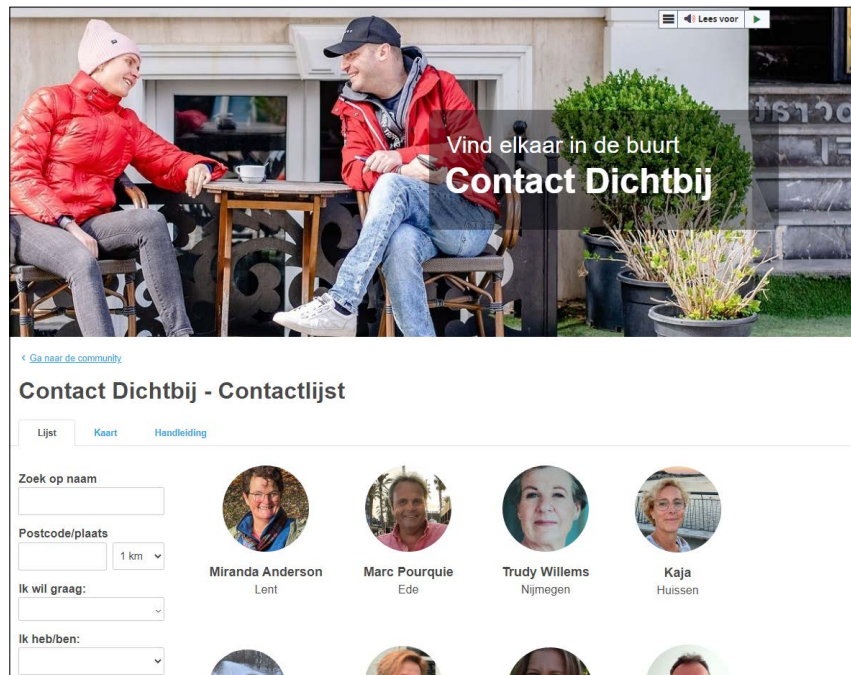 Lees voor
Vind elkaar in de buurt
Contact Dichtbij
‹ Ga naar de community
Contact Dichtbij - Contactlijst
Lijst Kaart Handleiding
Zoek op naam
Postcode/plaats
1 km
Ik wil graag:
Ik heb/ben:
Miranda Anderson
Lent
Marc Pourquie
Ede
Trudy Willems
Nijmegen
Kaja
Huissen